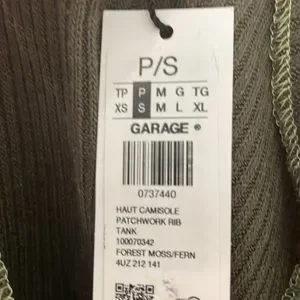 P/S
TP P M G TG
XS S M L XL
GARAGE ®
0737440
HAUT CAMISOLE
PATCHWORK RIB
TANK
100070342
FOREST MOSS/FERN
4UZ 212 141